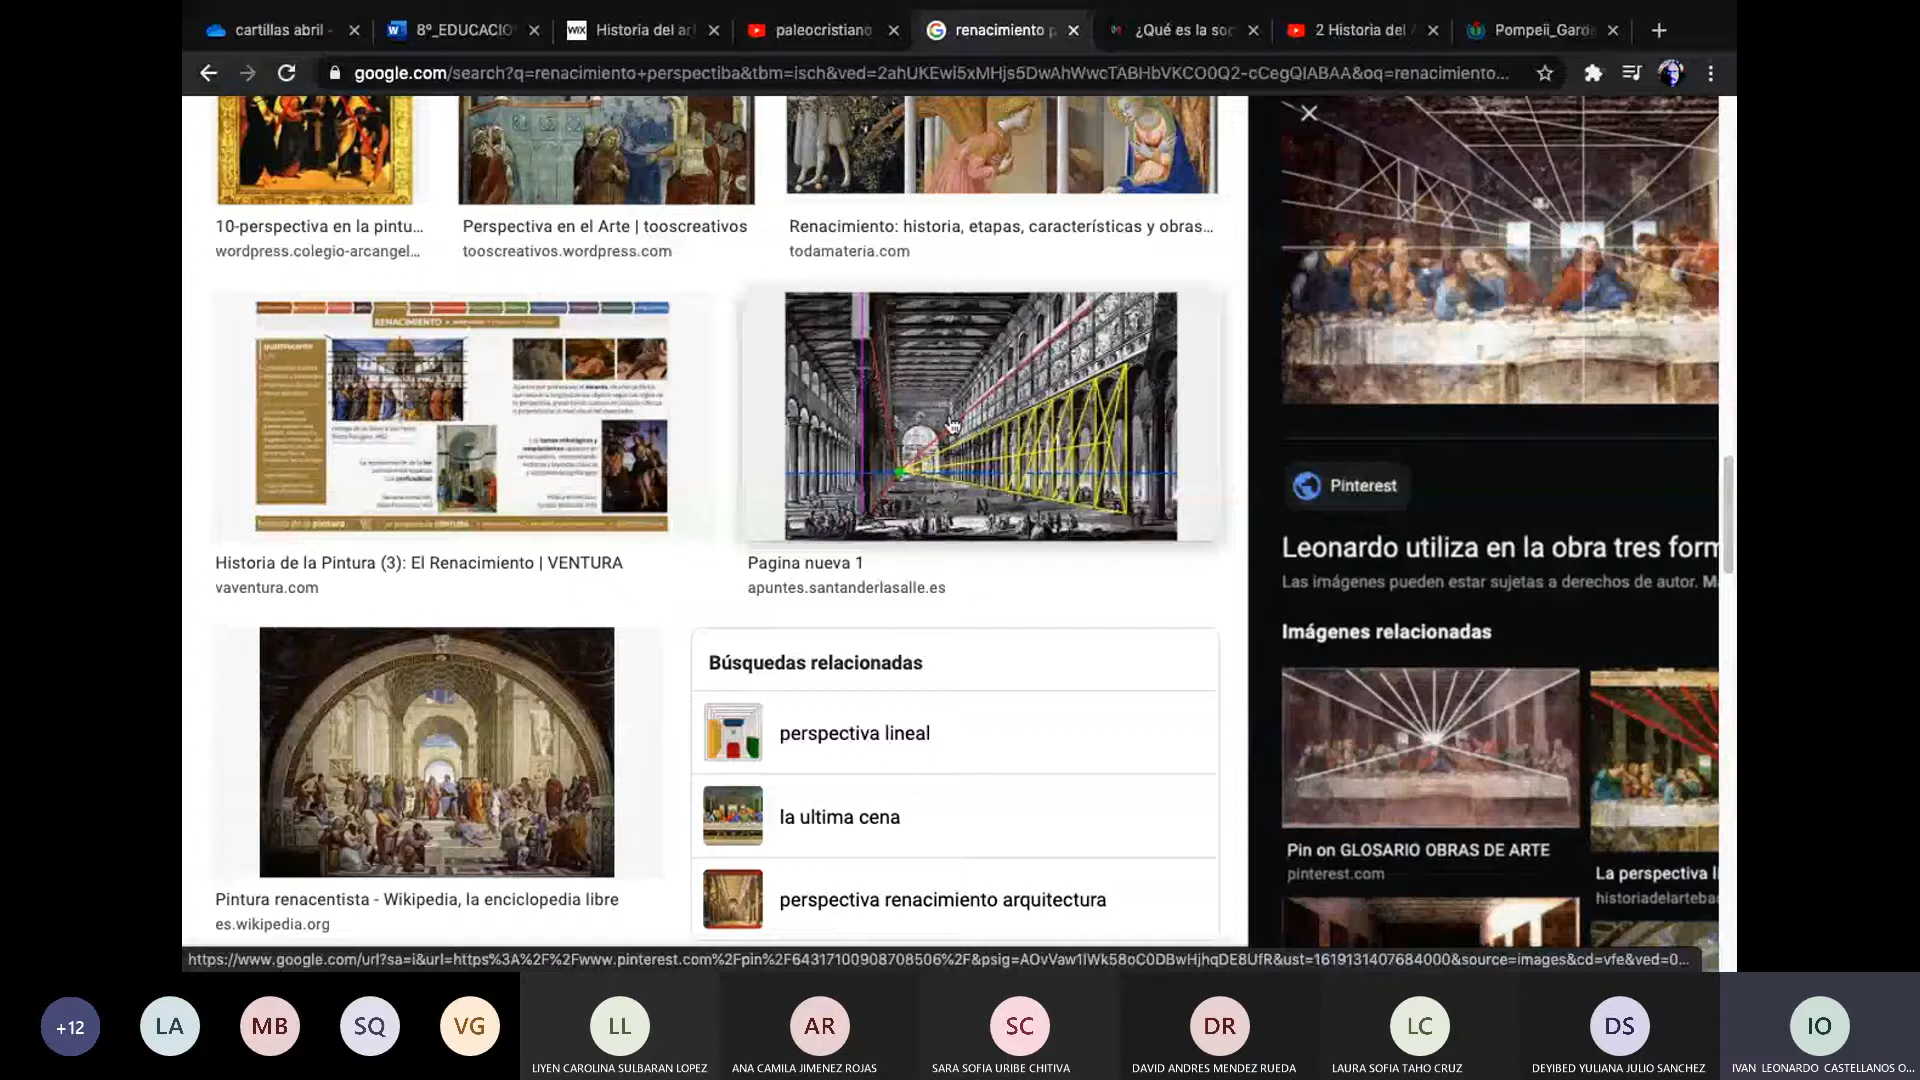 cartillas abril -
8º_EDUCACIO
Historia del ar
paleocristiano
renacimiento p
¿Qué es la soc
2 Historia del A
Pompeii_Garde
google.com/search?q=renacimiento+perspectiba&tbm=isch&ved=2ahUKEwi5xMHjs5DwAhWwcTABHbVKCO0Q2-cCegQIABAA&oq=renacimiento...
10-perspectiva en la pintu...
wordpress.colegio-arcangel...
Perspectiva en el Arte | tooscreativos
tooscreativos.wordpress.com
Renacimiento: historia, etapas, características y obras...
todamateria.com
RENACIMIENTO
quattrocento
Historia de la Pintura (3): El Renacimiento | VENTURA
vaventura.com
Pagina nueva 1
apuntes.santanderlasalle.es
Pintura renacentista - Wikipedia, la enciclopedia libre
es.wikipedia.org
Búsquedas relacionadas
perspectiva lineal
la ultima cena
perspectiva renacimiento arquitectura
Pinterest
Leonardo utiliza en la obra tres form
Las imágenes pueden estar sujetas a derechos de autor. M
Imágenes relacionadas
Pin on GLOSARIO OBRAS DE ARTE
pinterest.com
La perspectiva li
historiadelartebac
https://www.google.com/url?sa=i&url=https%3A%2F%2Fwww.pinterest.com%2Fpin%2F643171009087085​06%2F&psig=AOvVaw1lWk58oC0DBwHjhqDE8UfR&ust=1619131407684000&source=images&cd=vfe&ved=0...
+12
LA
MB
SQ
VG
LL
AR
SC
DR
LC
DS
IO
LIYEN CAROLINA SULBARAN LOPEZ
ANA CAMILA JIMENEZ ROJAS
SARA SOFIA URIBE CHITIVA
DAVID ANDRES MENDEZ RUEDA
LAURA SOFIA TAHO CRUZ
DEYIBED YULIANA JULIO SANCHEZ
IVAN LEONARDO CASTELLANOS O...